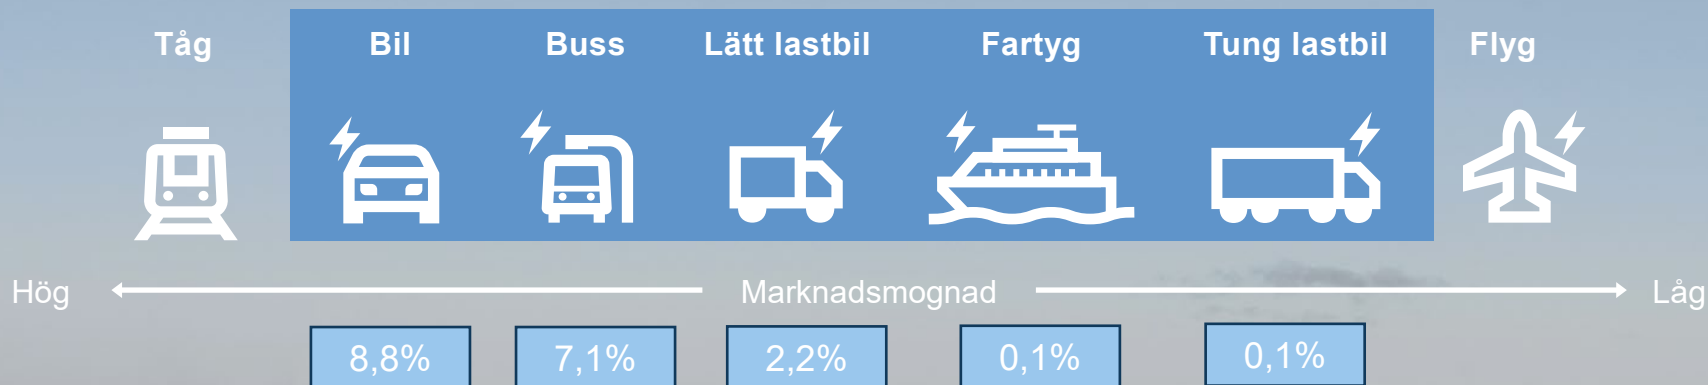 Tåg Bil Buss Lätt lastbil Fartyg Tung lastbil Flyg
Hög Marknadsmognad Låg
8,8% 7,1% 2,2% 0,1% 0,1%